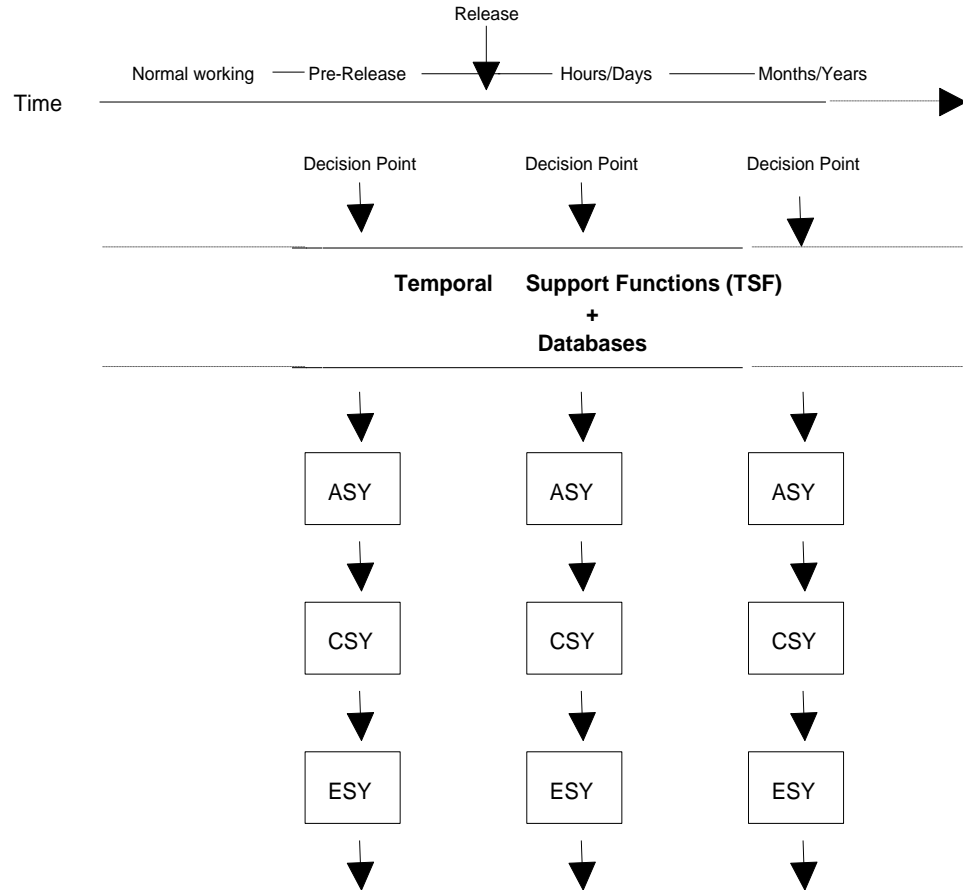 Release
Normal working Pre-Release Hours/Days Months/Years
Time
Decision Point Decision Point Decision Point
Temporal Support Functions (TSF)
+
Databases
ASY ASY ASY
CSY CSY CSY
ESY ESY ESY